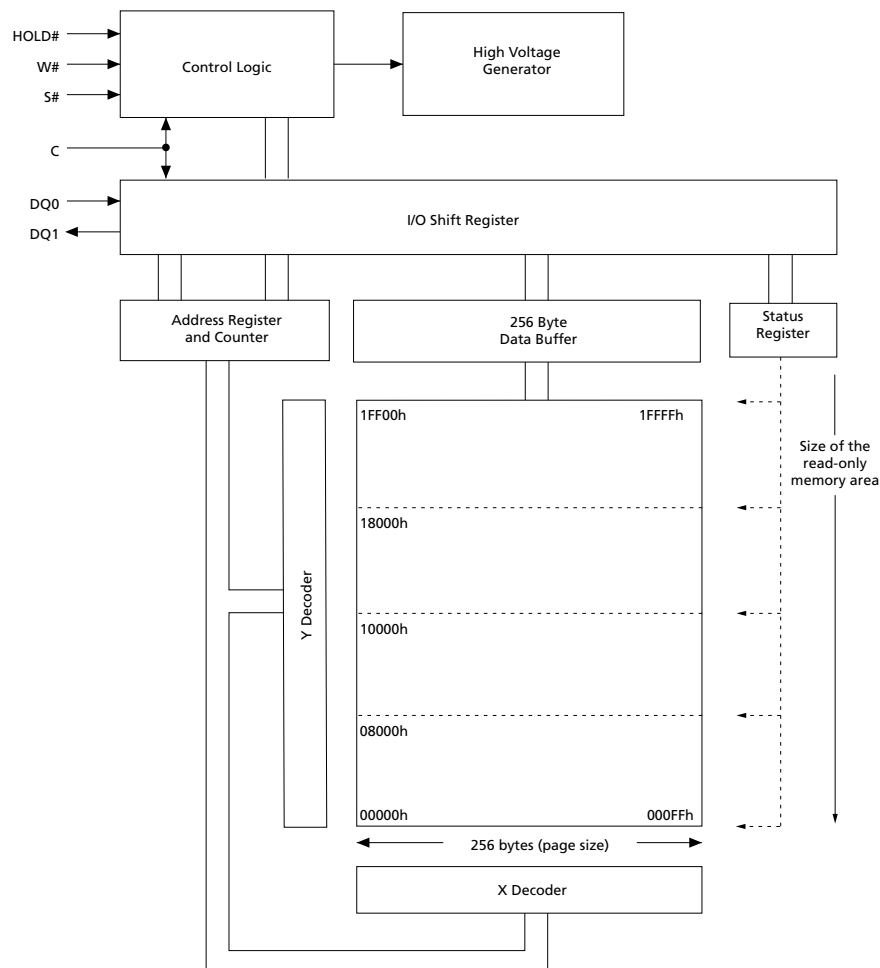 HOLD#
W#
S#
C
DQ0
DQ1
Control Logic
High Voltage
Generator
I/O Shift Register
Address Register
and Counter
256 Byte
Data Buffer
Status
Register
1FF00h
1FFFFh
Size of the
read-only
memory area
18000h
Y Decoder
10000h
08000h
00000h
000FFh
256 bytes (page size)
X Decoder